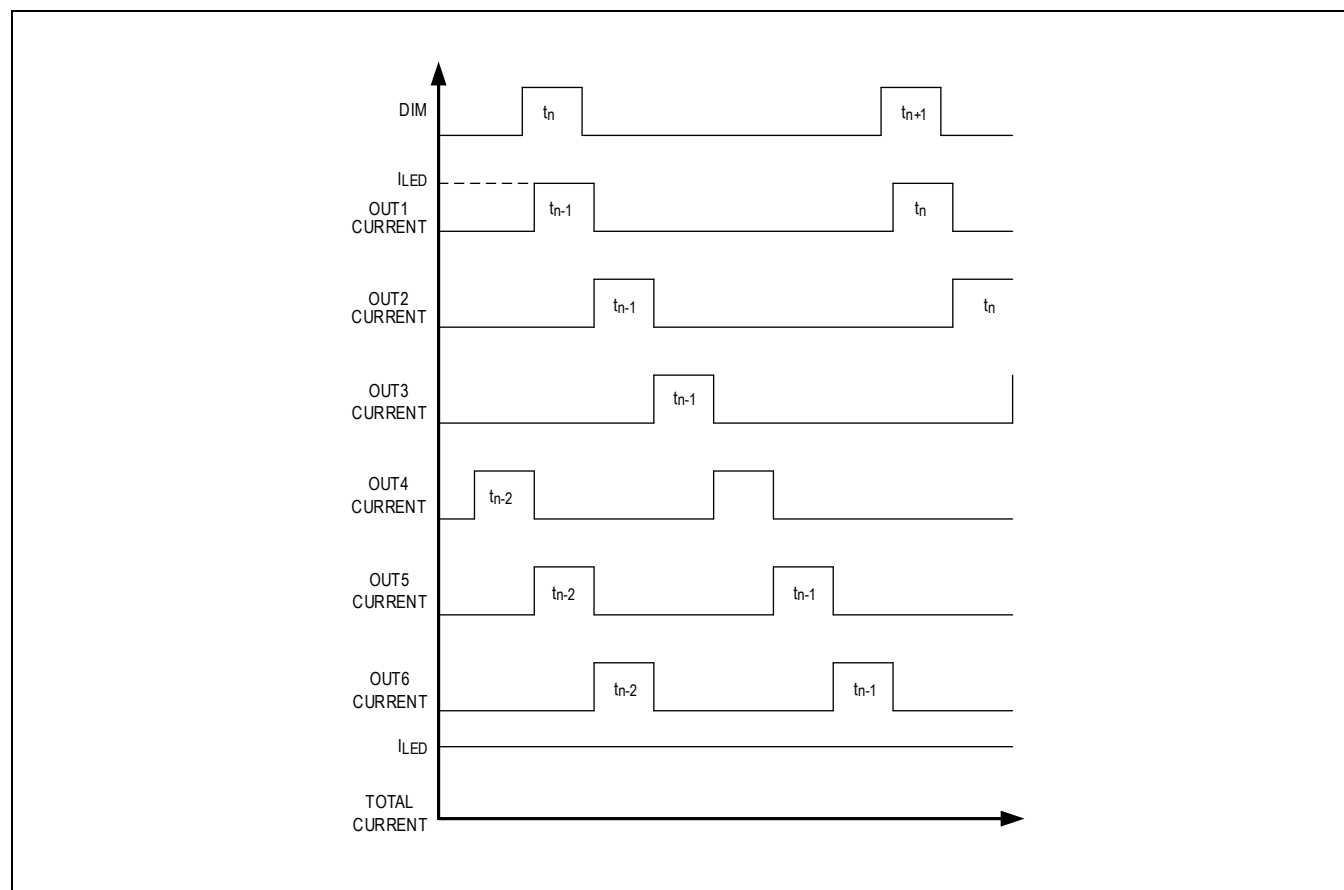 DIM
tn
tn+1
ILED
OUT1
CURRENT
tn-1
tn
OUT2
CURRENT
tn-1
tn
OUT3
CURRENT
tn-1
OUT4
CURRENT
tn-2
OUT5
CURRENT
tn-2
tn-1
OUT6
CURRENT
tn-2
tn-1
ILED
TOTAL
CURRENT